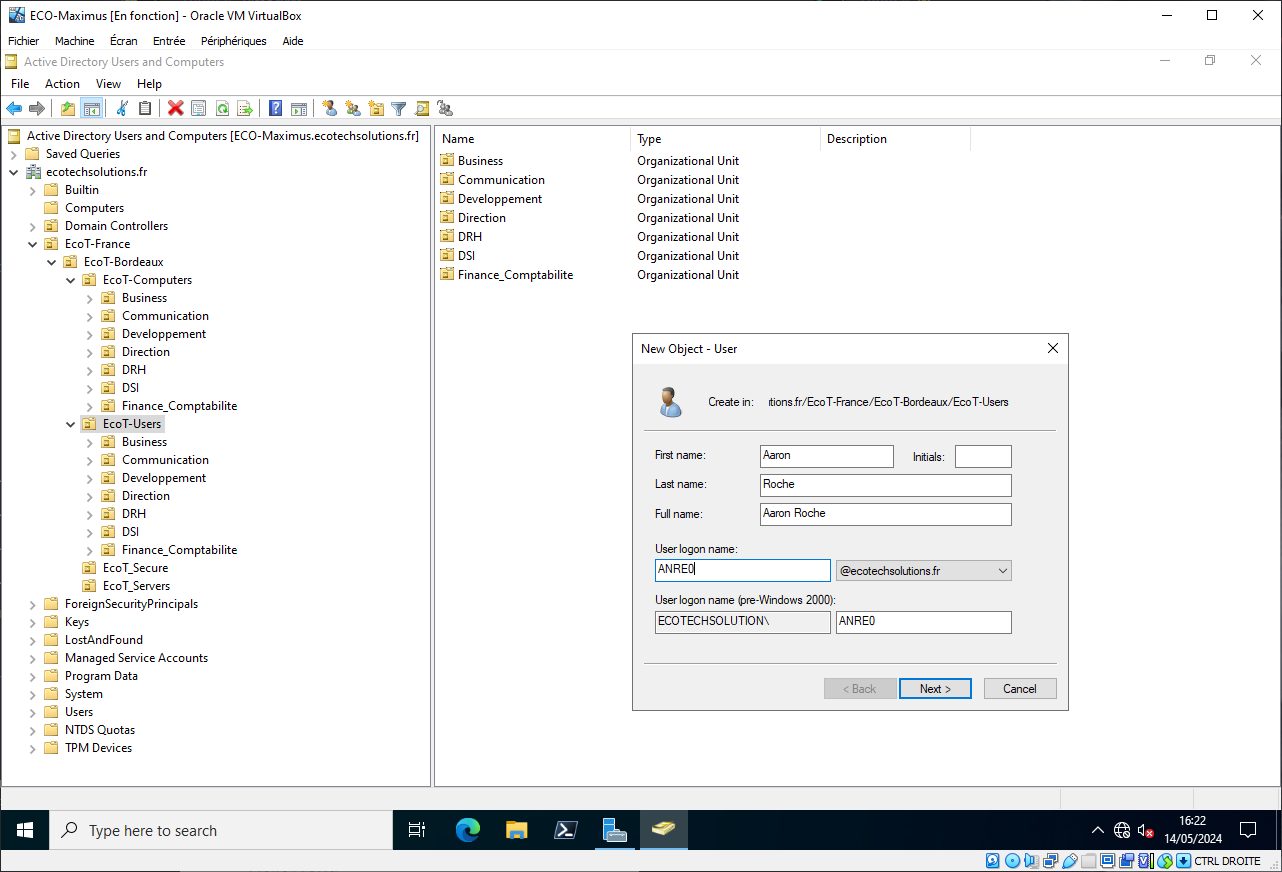 ECO-Maximus [En fonction] - Oracle VM VirtualBox
Fichier Machine Écran Entrée Périphériques Aide
Active Directory Users and Computers
File Action View Help
Active Directory Users and Computers [ECO-Maximus.ecotechsolutions.fr]
Saved Queries
ecotechsolutions.fr
Builtin
Computers
Domain Controllers
EcoT-France
EcoT-Bordeaux
EcoT-Computers
Business
Communication
Developpement
Direction
DRH
DSI
Finance_Comptabilite
EcoT-Users
Business
Communication
Developpement
Direction
DRH
DSI
Finance_Comptabilite
EcoT_Secure
EcoT_Servers
ForeignSecurityPrincipals
Keys
LostAndFound
Managed Service Accounts
Program Data
System
Users
NTDS Quotas
TPM Devices
Name Type Description
Business Organizational Unit
Communication Organizational Unit
Developpement Organizational Unit
Direction Organizational Unit
DRH Organizational Unit
DSI Organizational Unit
Finance_Comptabilite Organizational Unit
New Object - User
Create in: itions.fr/EcoT-France/EcoT-Bordeaux/EcoT-Users
First name: Aaron Initials:
Last name: Roche
Full name: Aaron Roche
User logon name:
ANRE0 @ecotechsolutions.fr
User logon name (pre-Windows 2000):
ECOTECHSOLUTION\ ANRE0
< Back Next > Cancel
Type here to search
16:22
14/05/2024
CTRL DROITE